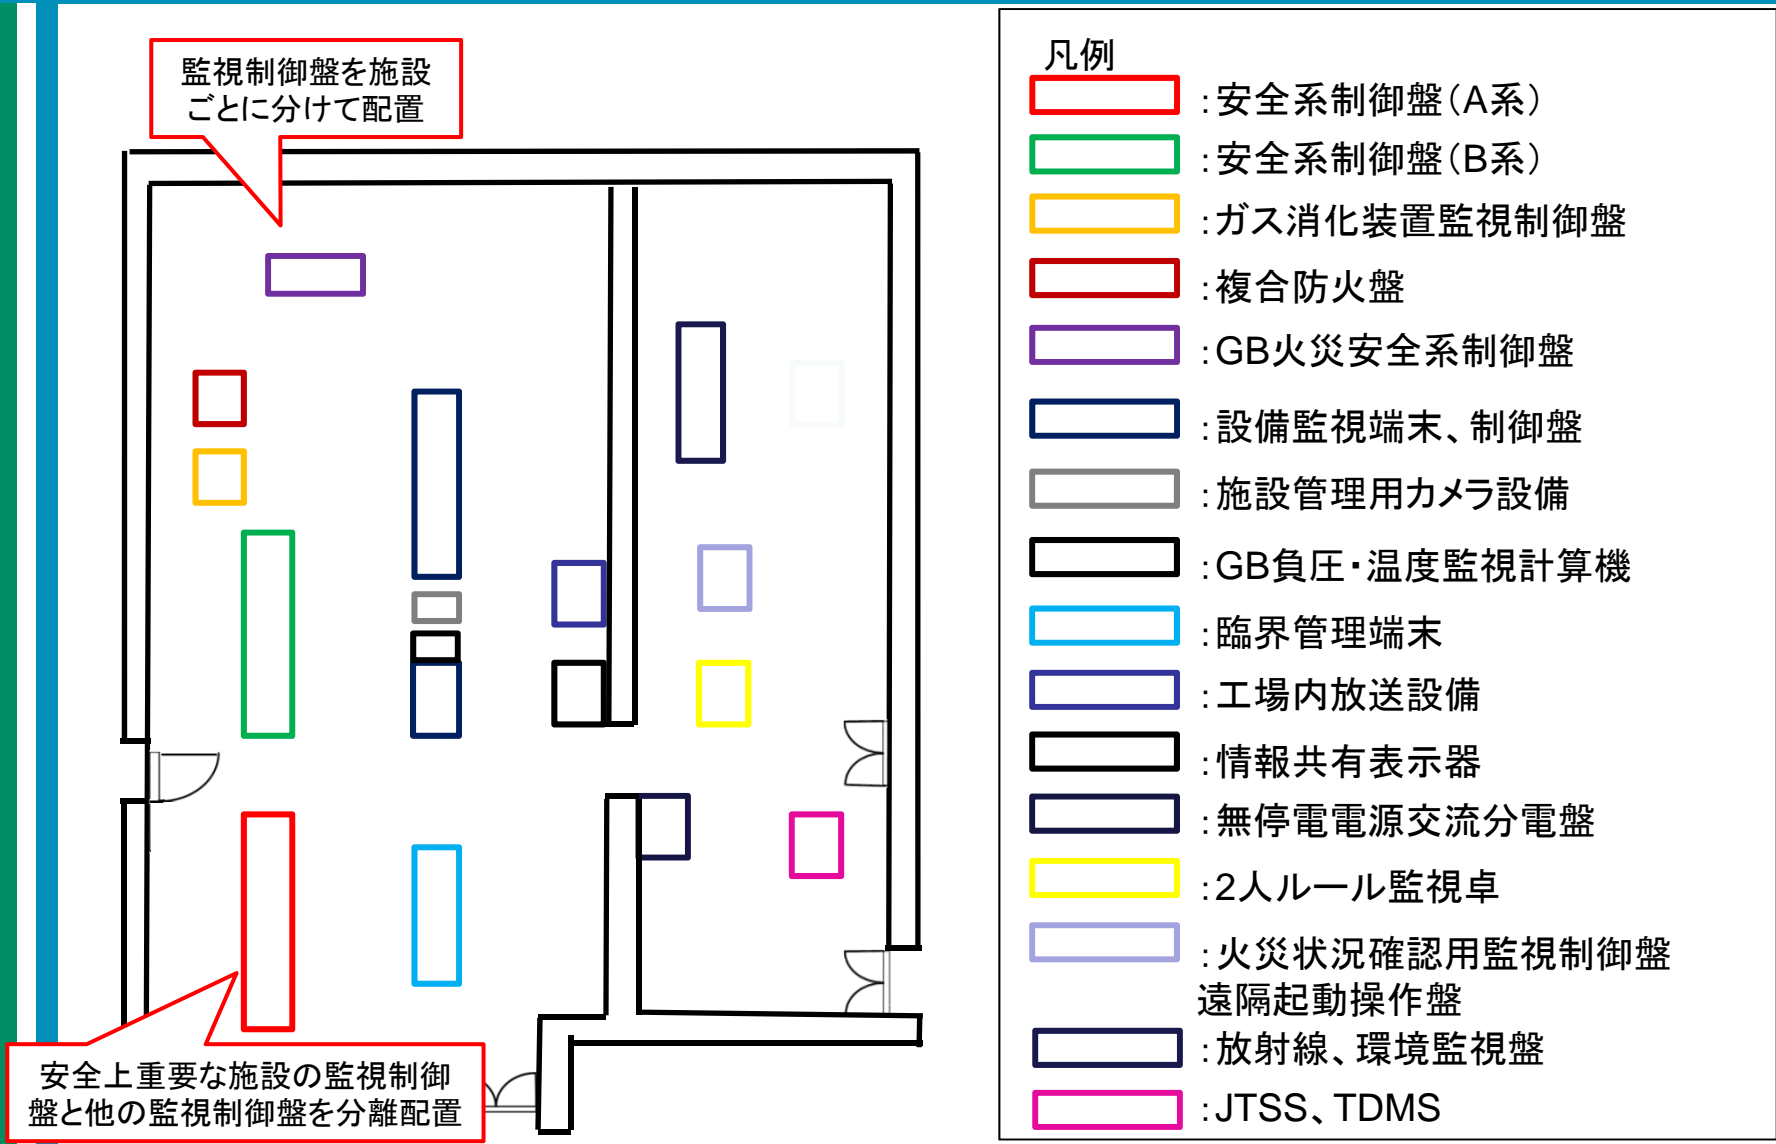 監視制御盤を施設
ごとに分けて配置
安全上重要な施設の監視制御
盤と他の監視制御盤を分離配置
凡例
:安全系制御盤(A系)
:安全系制御盤(B系)
:ガス消化装置監視制御盤
:複合防火盤
:GB火災安全系制御盤
:設備監視端末、制御盤
:施設管理用カメラ設備
:GB負圧・温度監視計算機
:臨界管理端末
:工場内放送設備
:情報共有表示器
:無停電電源交流分電盤
:2人ルール監視卓
:火災状況確認用監視制御盤
遠隔起動操作盤
:放射線、環境監視盤
:JTSS、TDMS